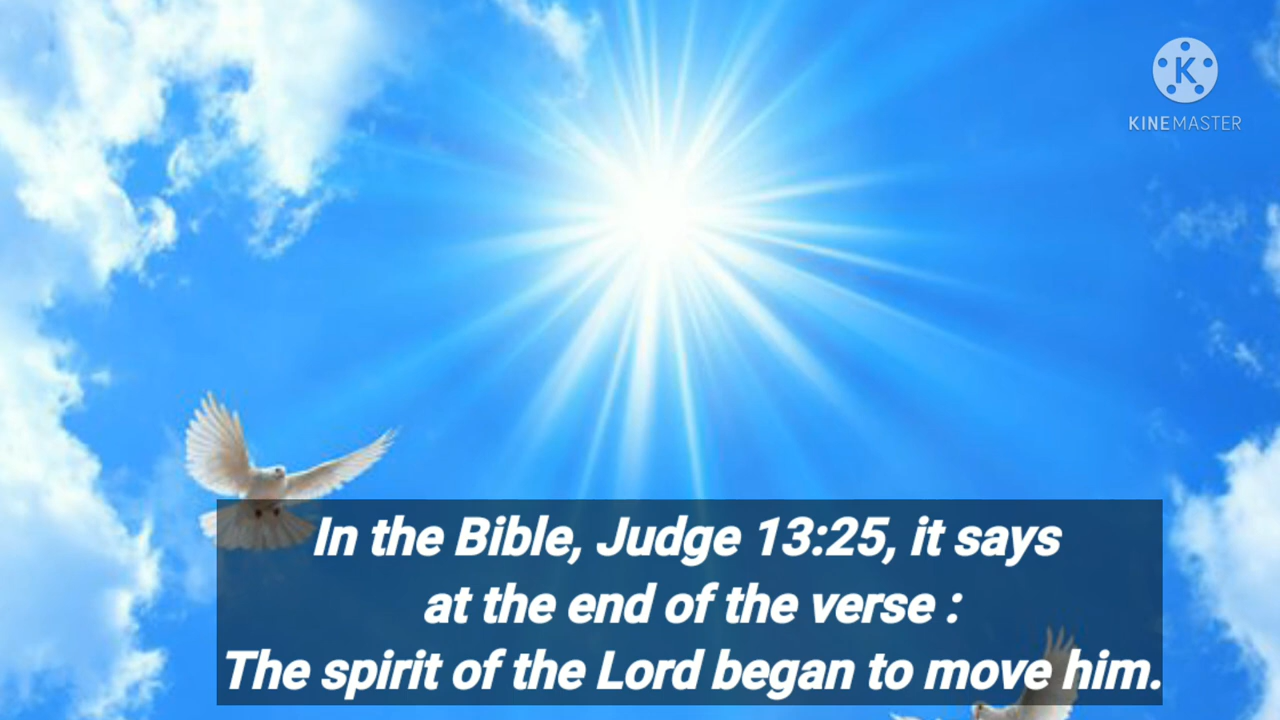 K
KINEMASTER
In the Bible, Judge 13:25, it says
at the end of the verse :
The spirit of the Lord began to move him.